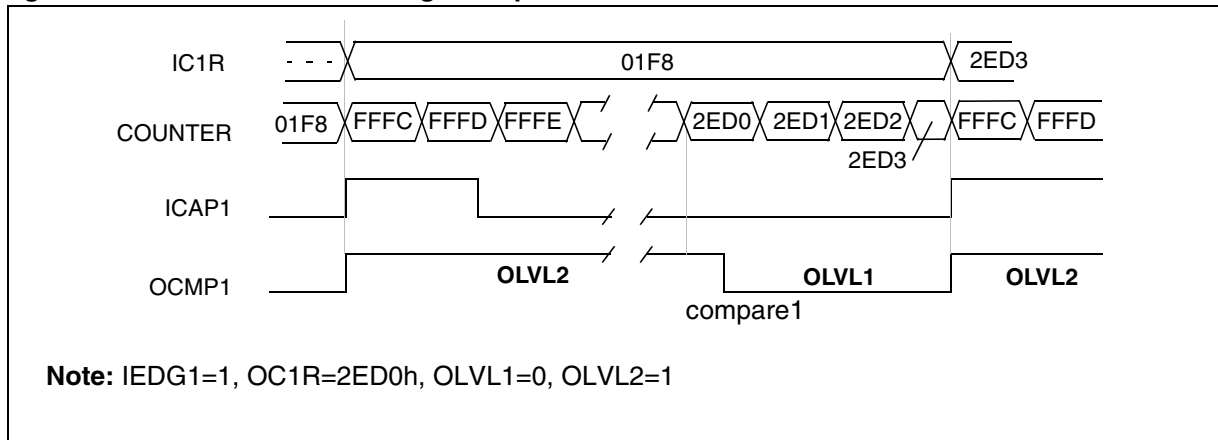 IC1R - - - 01F8 2ED3
COUNTER 01F8 FFFC FFFD FFFE 2ED0 2ED1 2ED2 FFFC FFFD
2ED3
ICAP1
OCMP1 OLVL2 OLVL1 OLVL2
compare1
Note: IEDG1=1, OC1R=2ED0h, OLVL1=0, OLVL2=1